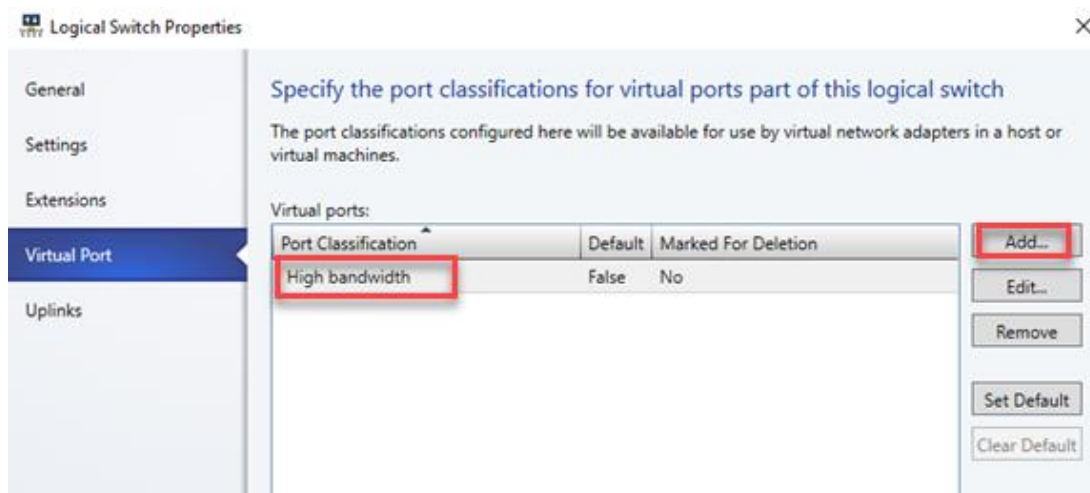 Logical Switch Properties
General
Settings
Extensions
Virtual Port
Uplinks
Specify the port classifications for virtual ports part of this logical switch
The port classifications configured here will be available for use by virtual network adapters in a host or
virtual machines.
Virtual ports:
Port Classification Default Marked For Deletion
High bandwidth False No
Add...
Edit...
Remove
Set Default
Clear Default